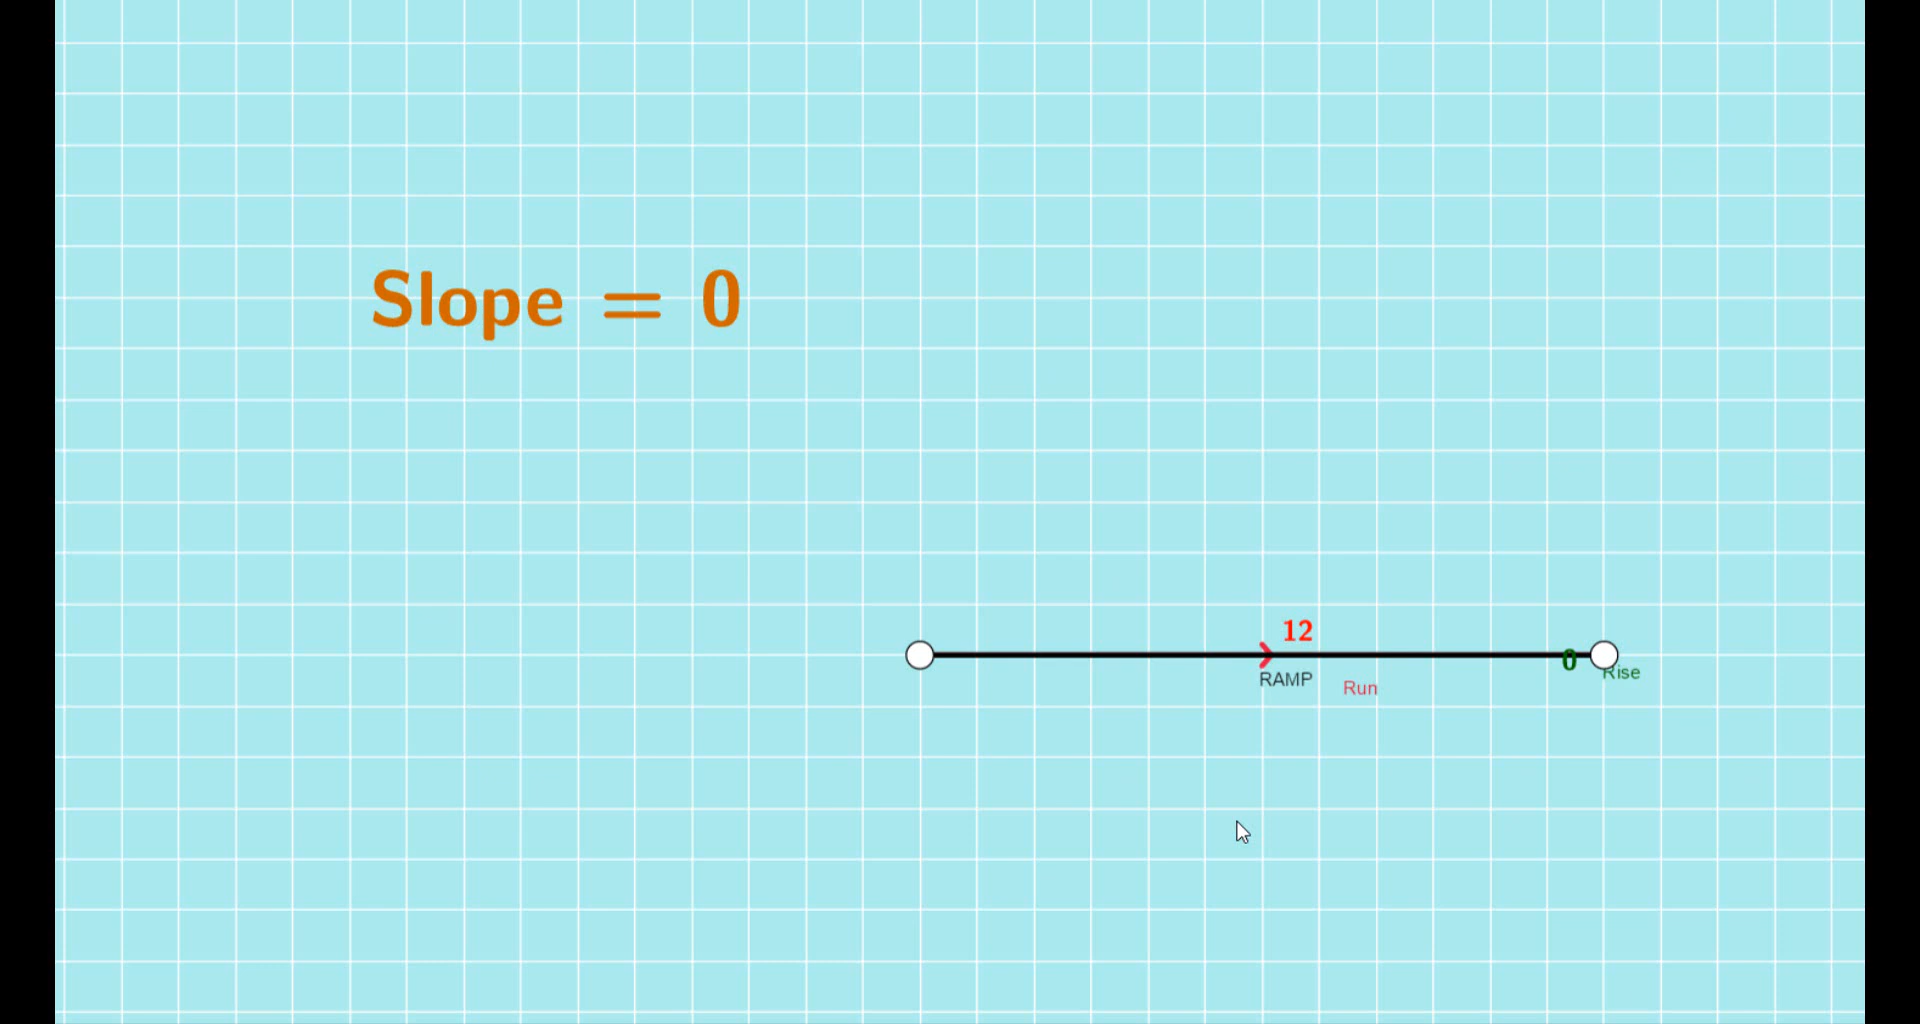 Slope = 0
12
0
Rise
RAMP
Run